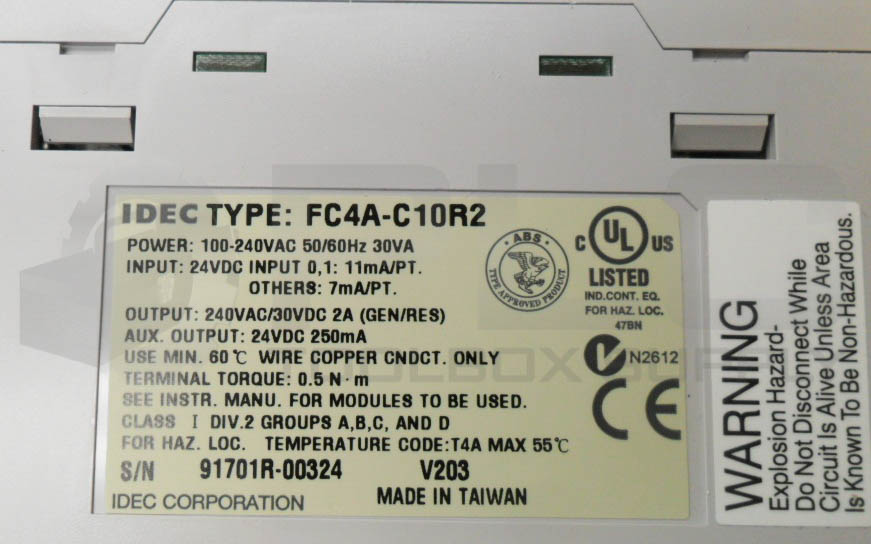 IDEC TYPE: FC4A-C10R2
POWER: 100-240VAC 50/60Hz 30VA
INPUT: 24VDC INPUT 0,1: 11mA/PT.
OTHERS: 7mA/PT.
OUTPUT: 240VAC/30VDC 2A (GEN/RES)
AUX. OUTPUT: 24VDC 250mA
USE MIN. 60℃ WIRE COPPER CNDCT. ONLY
TERMINAL TORQUE: 0.5 N·m
SEE INSTR. MANU. FOR MODULES TO BE USED.
CLASS I DIV.2 GROUPS A,B,C, AND D
FOR HAZ. LOC. TEMPERATURE CODE:T4A MAX 55℃
S/N 91701R-00324 V203
IDEC CORPORATION MADE IN TAIWAN
ABS
TYPE APPROVED PRODUCT
C UL US
LISTED
IND.CONT. EQ.
FOR HAZ. LOC.
47BN
N2612
CE
WARNING
Explosion Hazard-
Do Not Disconnect While
Circuit Is Alive Unless Area
Is Known To Be Non-Hazardous.
PLC
TOOLBOX SUPPLY